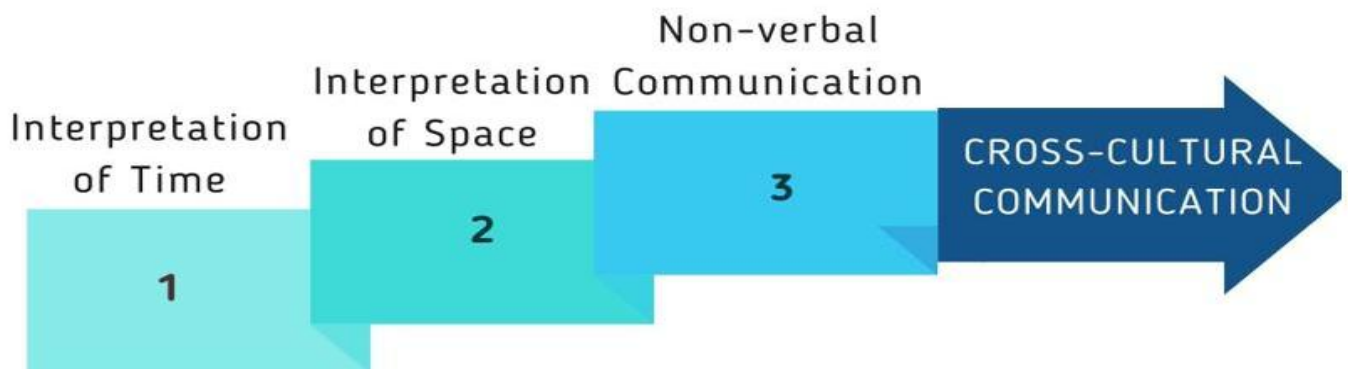 Interpretation
of Time
1
Interpretation
of Space
2
Non-verbal
Communication
3
CROSS-CULTURAL
COMMUNICATION